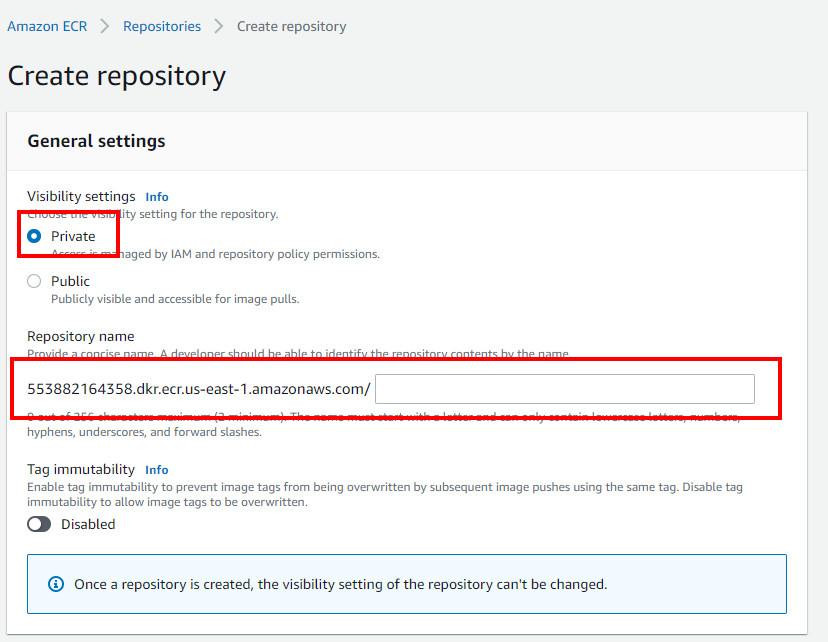 Amazon ECR > Repositories > Create repository
Create repository
General settings
Visibility settings Info
Choose the visibility setting for the repository.
Private
Access is managed by IAM and repository policy permissions.
Public
Publicly visible and accessible for image pulls.
Repository name
Provide a concise name. A developer should be able to identify the repository contents by the name.
553882164358.dkr.ecr.us-east-1.amazonaws.com/
0 out of 256 characters maximum (2 minimum). The name must start with a letter and can only contain lowercase letters, numbers,
hyphens, underscores, and forward slashes.
Tag immutability Info
Enable tag immutability to prevent image tags from being overwritten by subsequent image pushes using the same tag. Disable tag
immutability to allow image tags to be overwritten.
Disabled
Once a repository is created, the visibility setting of the repository can't be changed.